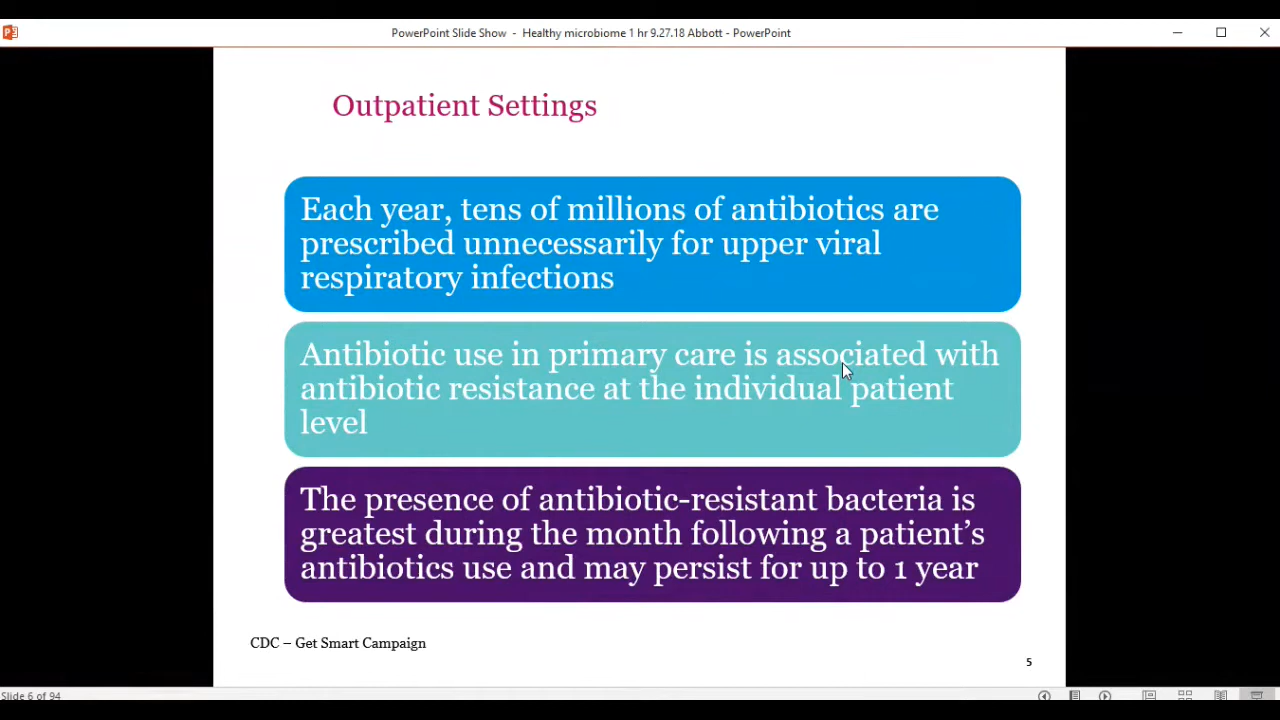 PowerPoint Slide Show - Healthy microbiome 1 hr 9.27.18 Abbott - PowerPoint
Outpatient Settings
Each year, tens of millions of antibiotics are
prescribed unnecessarily for upper viral
respiratory infections
Antibiotic use in primary care is associated with
antibiotic resistance at the individual patient
level
The presence of antibiotic-resistant bacteria is
greatest during the month following a patient’s
antibiotics use and may persist for up to 1 year
CDC – Get Smart Campaign
5
Slide 6 of 94